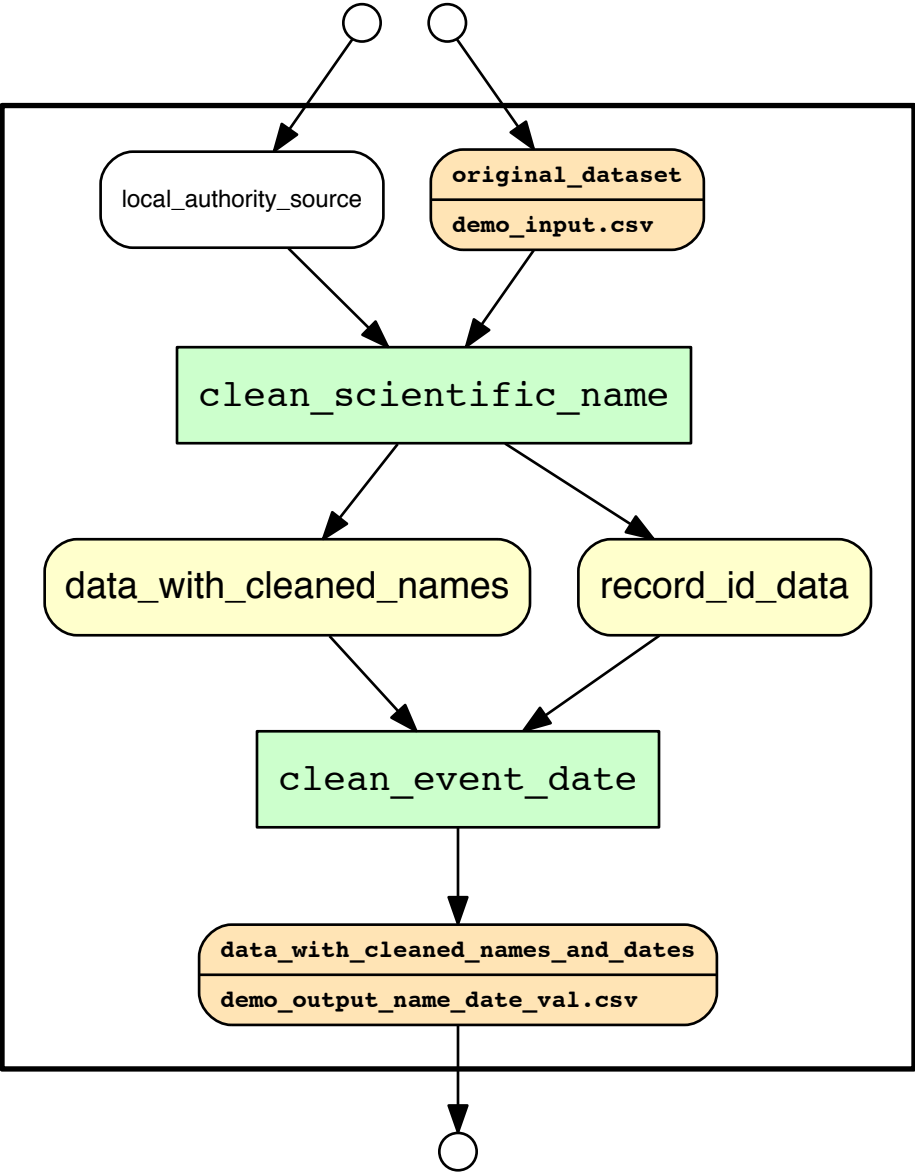 local_authority_source
original_dataset
demo_input.csv
clean_scientific_name
data_with_cleaned_names
record_id_data
clean_event_date
data_with_cleaned_names_and_dates
demo_output_name_date_val.csv